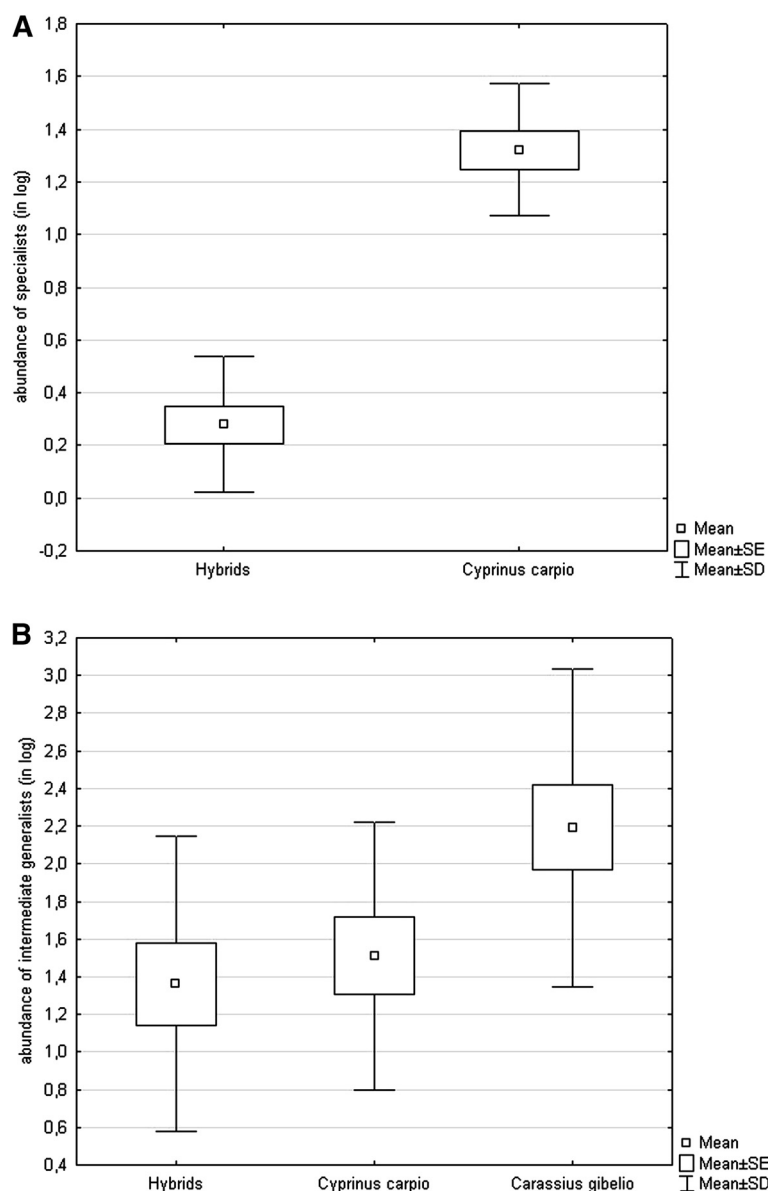 A
abundance of specialists (in log)
1,8
1,6
1,4
1,2
1,0
0,8
0,6
0,4
0,2
0,0
-0,2
Hybrids
Cyprinus carpio
Mean
Mean±SE
Mean±SD
B
abundance of intermediate generalists (in log)
3,2
3,0
2,8
2,6
2,4
2,2
2,0
1,8
1,6
1,4
1,2
1,0
0,8
0,6
0,4
Hybrids
Cyprinus carpio
Carassius gibelio
Mean
Mean±SE
Mean±SD